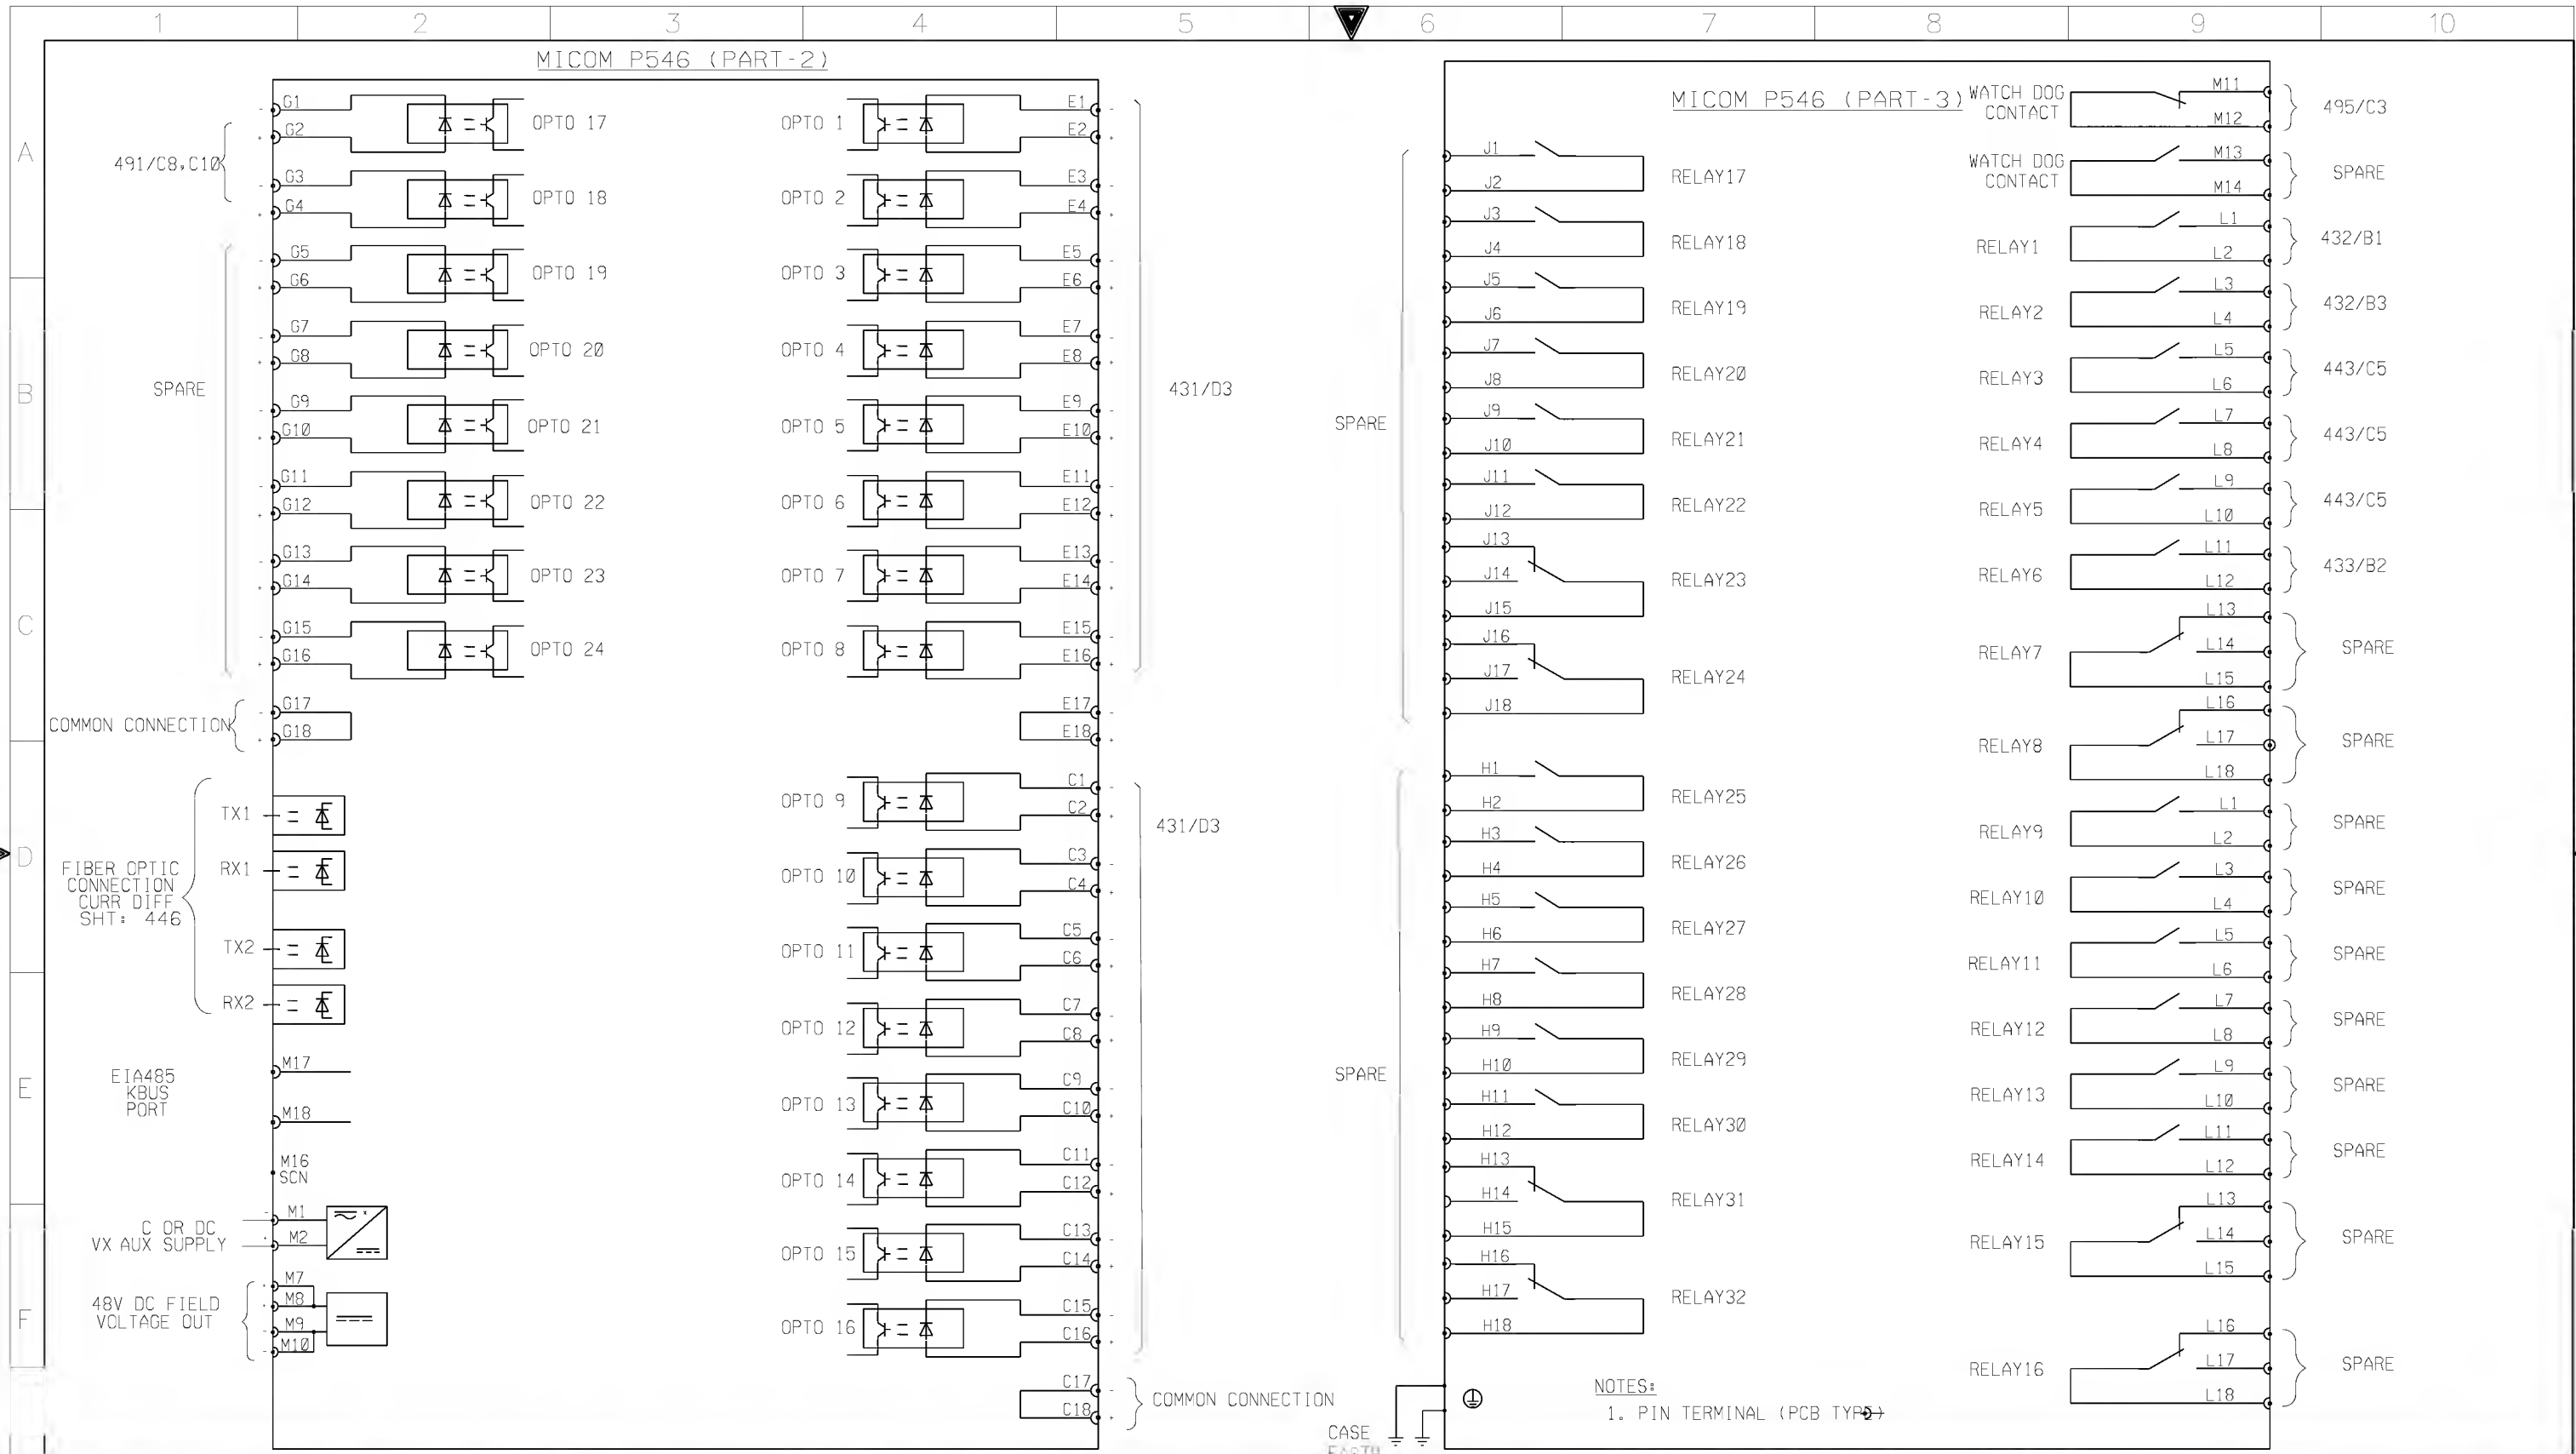 1 2 3 4 5 6 7 8 9 10
A
B
C
D
E
F
MICOM P546 (PART-2)
491/C8,C10
SPARE
COMMON CONNECTION
FIBER OPTIC
CONNECTION
CURR DIFF
SHT: 446
TX1
RX1
TX2
RX2
EIA485
KBUS
PORT
C OR DC
VX AUX SUPPLY
48V DC FIELD
VOLTAGE OUT
G1
G2
OPTO 17
G3
G4
OPTO 18
G5
G6
OPTO 19
G7
G8
OPTO 20
G9
G10
OPTO 21
G11
G12
OPTO 22
G13
G14
OPTO 23
G15
G16
OPTO 24
G17
G18
M17
M18
M16
SCN
M1
M2
M7
M8
M9
M10
OPTO 1
E1
E2
OPTO 2
E3
E4
OPTO 3
E5
E6
OPTO 4
E7
E8
OPTO 5
E9
E10
OPTO 6
E11
E12
OPTO 7
E13
E14
OPTO 8
E15
E16
E17
E18
431/D3
OPTO 9
C1
C2
OPTO 10
C3
C4
OPTO 11
C5
C6
OPTO 12
C7
C8
OPTO 13
C9
C10
OPTO 14
C11
C12
OPTO 15
C13
C14
OPTO 16
C15
C16
C17
C18
431/D3
COMMON CONNECTION
MICOM P546 (PART-3)
SPARE
J1
J2
RELAY17
J3
J4
RELAY18
J5
J6
RELAY19
J7
J8
RELAY20
J9
J10
RELAY21
J11
J12
RELAY22
J13
J14
J15
RELAY23
J16
J17
J18
RELAY24
SPARE
H1
H2
RELAY25
H3
H4
RELAY26
H5
H6
RELAY27
H7
H8
RELAY28
H9
H10
RELAY29
H11
H12
RELAY30
H13
H14
H15
RELAY31
H16
H17
H18
RELAY32
CASE
EARTH
NOTES:
1. PIN TERMINAL (PCB TYPE)
WATCH DOG
CONTACT
M11
M12
495/C3
WATCH DOG
CONTACT
M13
M14
SPARE
RELAY1
L1
L2
432/B1
RELAY2
L3
L4
432/B3
RELAY3
L5
L6
443/C5
RELAY4
L7
L8
443/C5
RELAY5
L9
L10
443/C5
RELAY6
L11
L12
433/B2
RELAY7
L13
L14
L15
SPARE
RELAY8
L16
L17
L18
SPARE
RELAY9
L1
L2
SPARE
RELAY10
L3
L4
SPARE
RELAY11
L5
L6
SPARE
RELAY12
L7
L8
SPARE
RELAY13
L9
L10
SPARE
RELAY14
L11
L12
SPARE
RELAY15
L13
L14
L15
SPARE
RELAY16
L16
L17
L18
SPARE